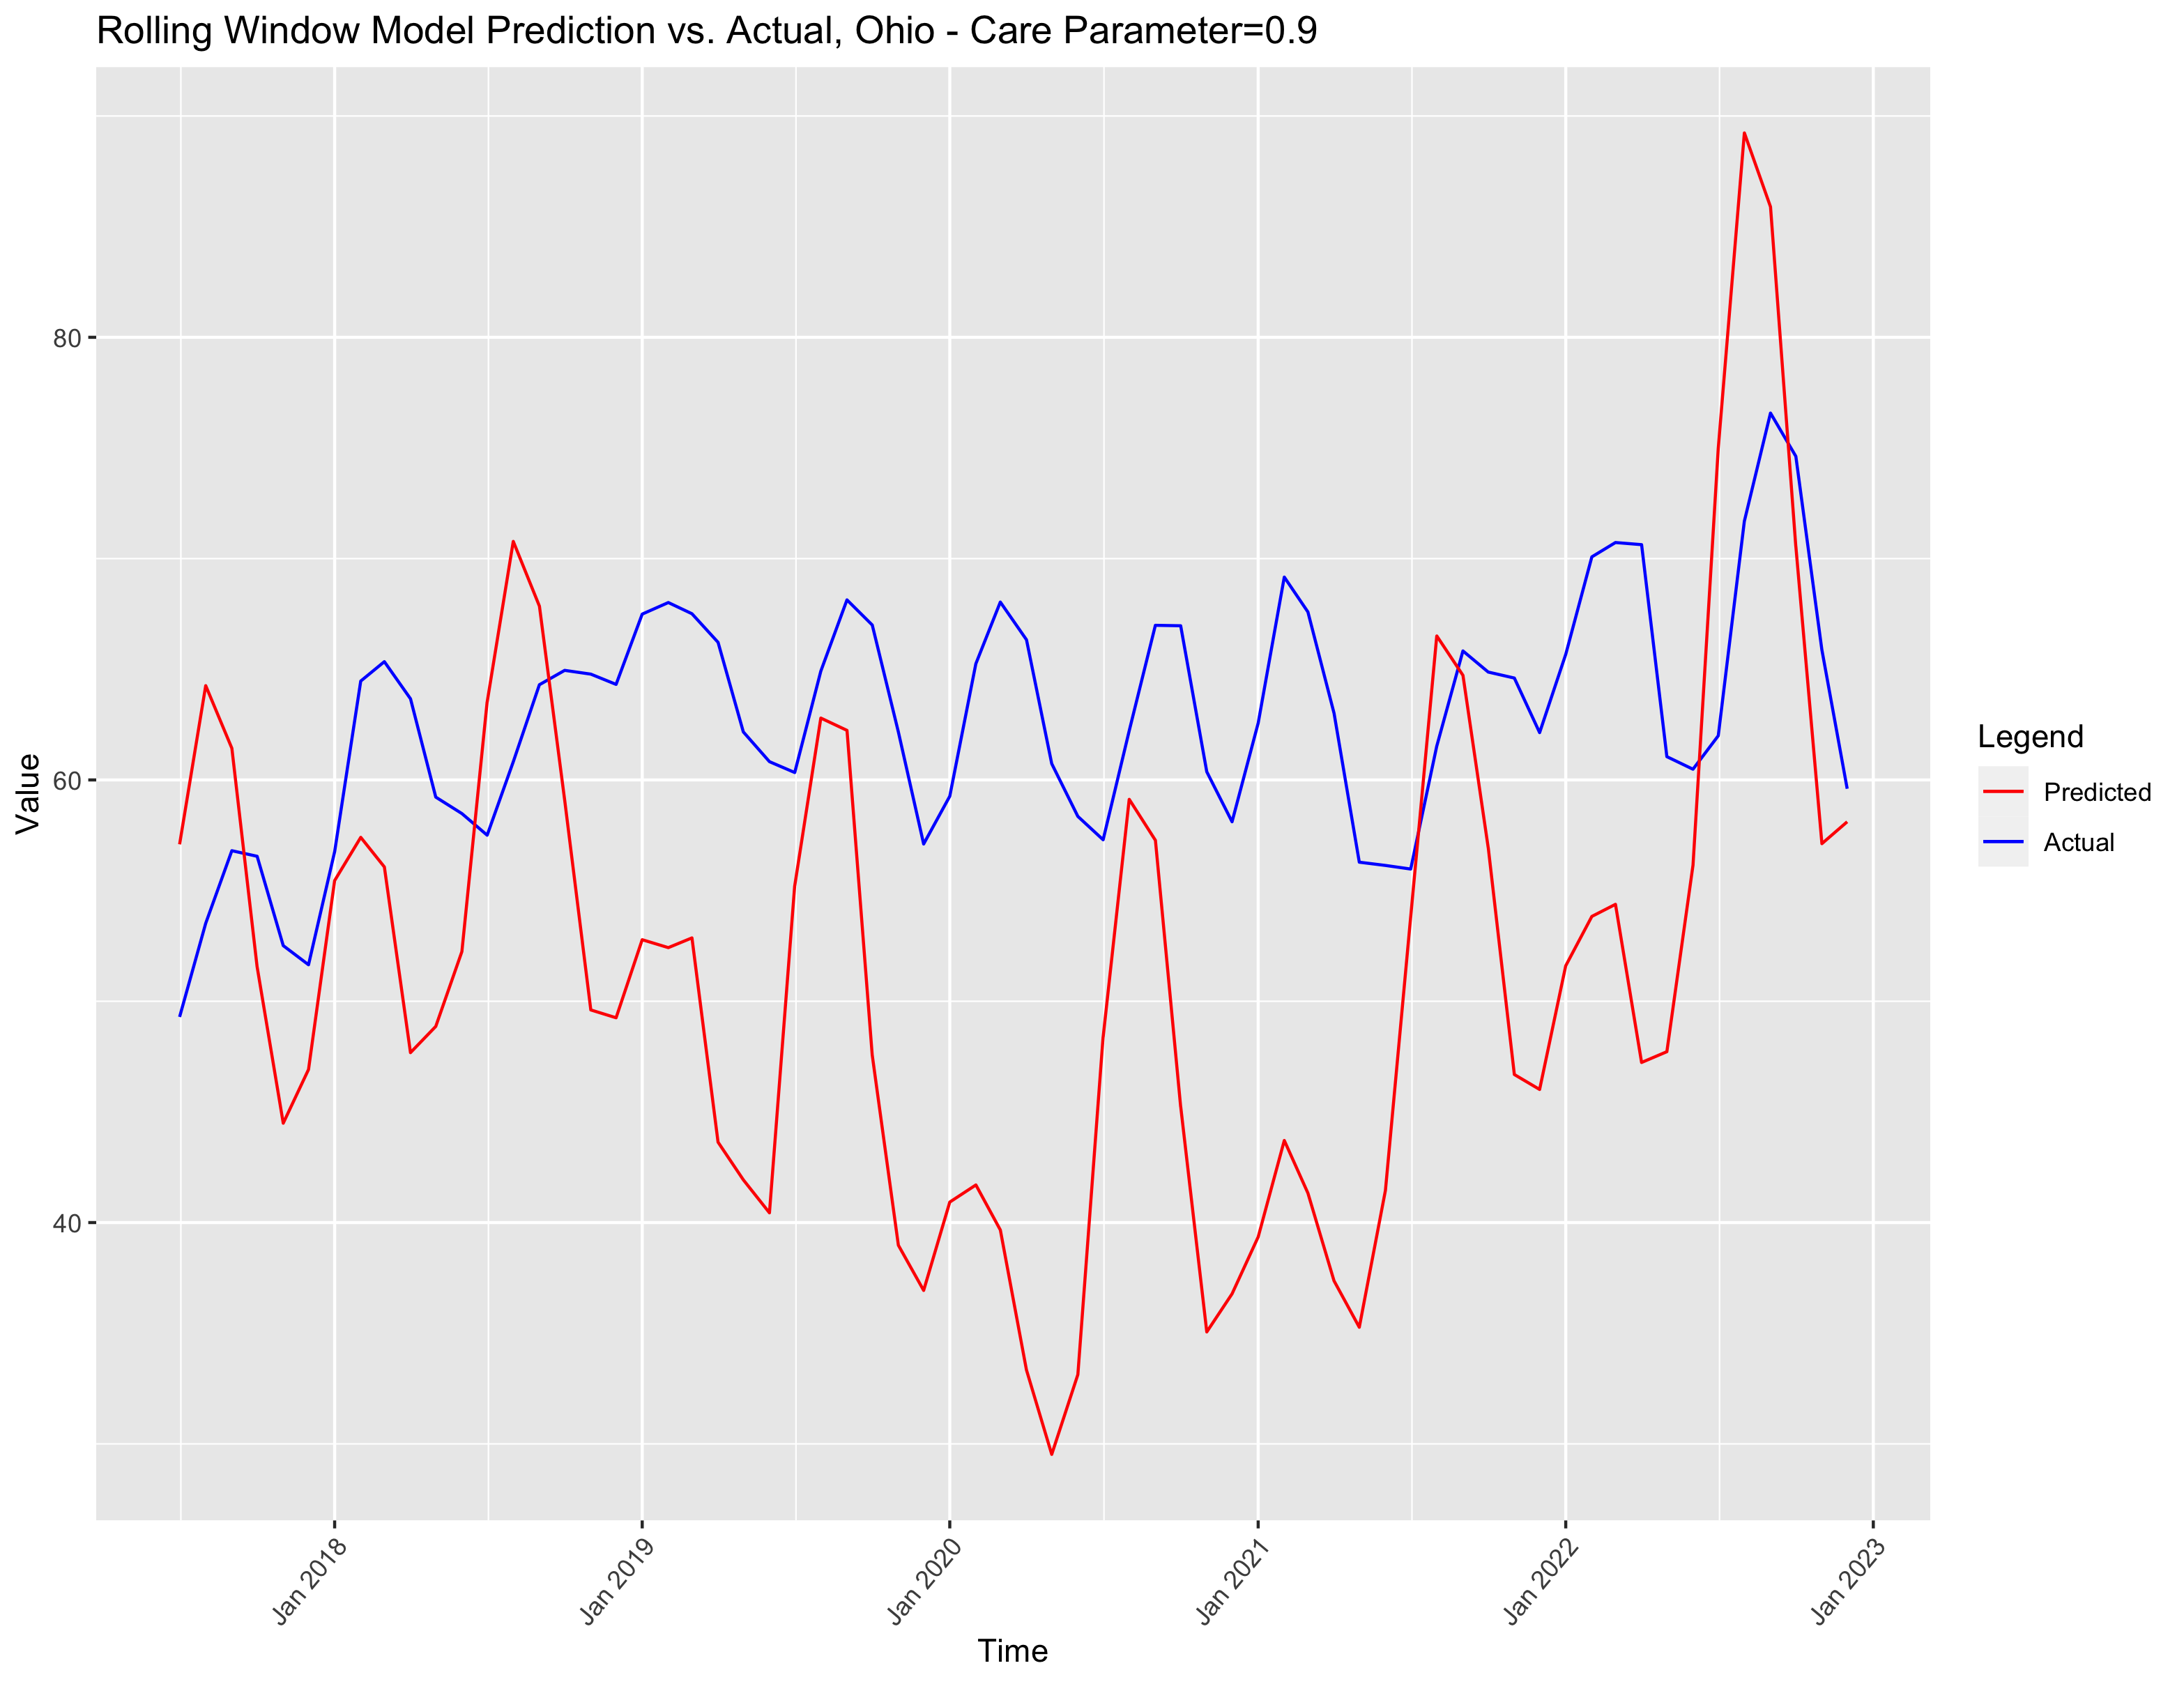 Rolling Window Model Prediction vs. Actual, Ohio - Care Parameter=0.9
Value
80
60
40
Jan 2018
Jan 2019
Jan 2020
Jan 2021
Jan 2022
Jan 2023
Time
Legend
Predicted
Actual